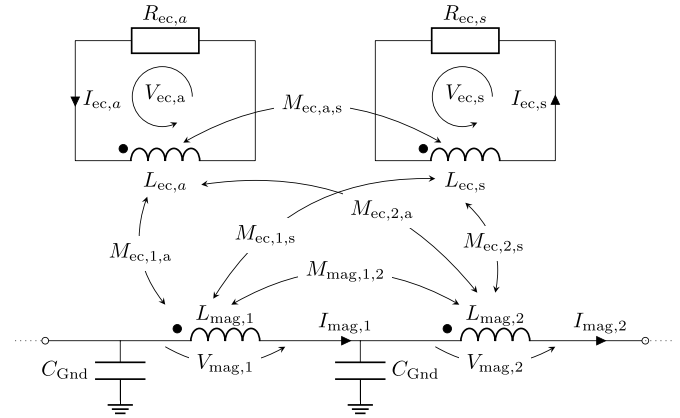 R_ec,a R_ec,s
V_ec,a V_ec,s
I_ec,a M_ec,a,s I_ec,s
L_ec,a L_ec,s
M_ec,2,a
M_ec,1,a M_ec,1,s M_ec,2,s
M_mag,1,2
L_mag,1 I_mag,1 L_mag,2 I_mag,2
C_Gnd V_mag,1 C_Gnd V_mag,2